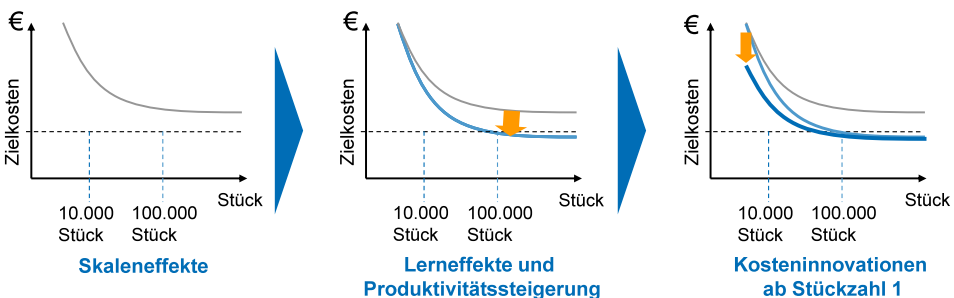 €
Zielkosten
Stück
10.000
Stück
100.000
Stück
Skaleneffekte
€
Zielkosten
Stück
10.000
Stück
100.000
Stück
Lerneffekte und
Produktivitätssteigerung
€
Zielkosten
Stück
10.000
Stück
100.000
Stück
Kosteninnovationen
ab Stückzahl 1